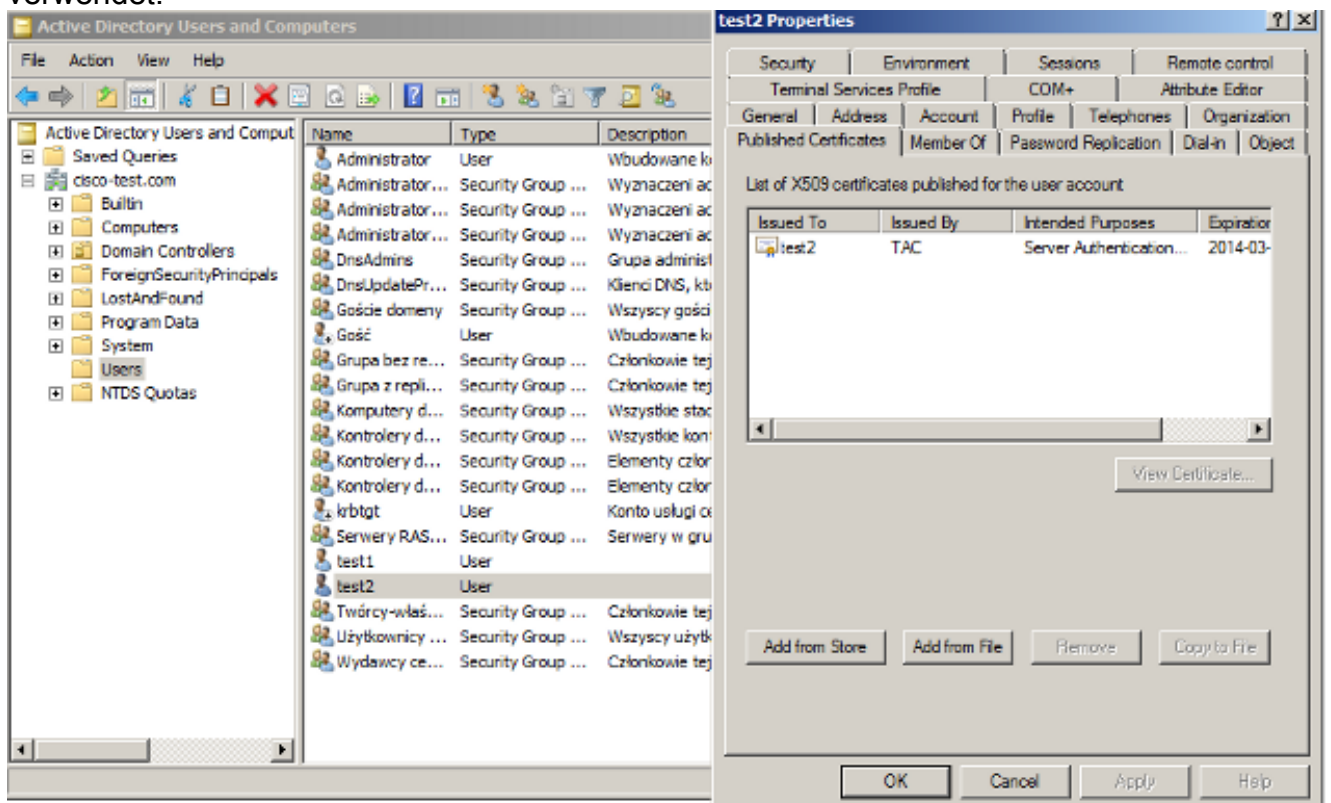 verwendet.
Active Directory Users and Computers
File Action View Help
Active Directory Users and Comput
Saved Queries
cisco-test.com
Builtin
Computers
Domain Controllers
ForeignSecurityPrincipals
LostAndFound
Program Data
System
Users
NTDS Quotas
Name Type Description
Administrator User Wbudowane k
Administrator... Security Group ... Wyznaczeni ac
Administrator... Security Group ... Wyznaczeni ac
Administrator... Security Group ... Wyznaczeni ac
DnsAdmins Security Group ... Grupa administ
DnsUpdatePr... Security Group ... Klienci DNS, któ
Goście domeny Security Group ... Wszyscy gości
Gość User Wbudowane k
Grupa bez re... Security Group ... Członkowie tej
Grupa z repli... Security Group ... Członkowie tej
Komputery d... Security Group ... Wszystkie stac
Kontrolery d... Security Group ... Wszystkie kon
Kontrolery d... Security Group ... Elementy człor
Kontrolery d... Security Group ... Elementy człor
krbtgt User Konto usługi ce
Serwery RAS... Security Group ... Serwery w gru
test1 User
test2 User
Twórcy-właś... Security Group ... Członkowie tej
Użytkownicy ... Security Group ... Wszyscy użytk
Wydawcy ce... Security Group ... Członkowie tej
test2 Properties
Security Environment Sessions Remote control
Terminal Services Profile COM+ Attribute Editor
General Address Account Profile Telephones Organization
Published Certificates Member Of Password Replication Dial-in Object
List of X509 certificates published for the user account
Issued To Issued By Intended Purposes Expiration
test2 TAC Server Authentication... 2014-03-
View Certificate...
Add from Store Add from File Remove Copy to File
OK Cancel Apply Help